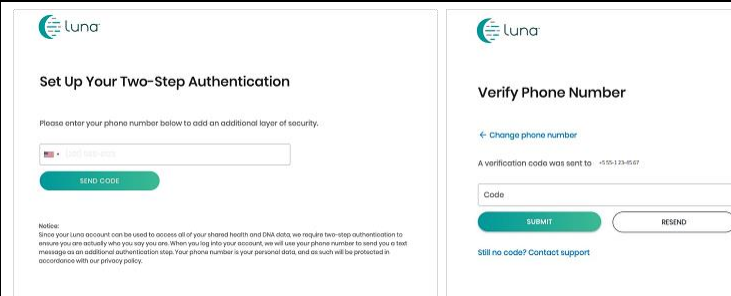 Luna
Set Up Your Two-Step Authentication
Please enter your phone number below to add an additional layer of security.
SEND CODE
Notice:
Since your Luna account can be used to access all of your shared health and DNA data, we require two-step authentication to
ensure you are actually who you say you are. When you log into your account, we will use your phone number to send you a text
message as an additional authentication step. Your phone number is your personal data, and as such will be protected in
accordance with our privacy policy.
Luna
Verify Phone Number
← Change phone number
A verification code was sent to +555-123-4567
Code
SUBMIT
RESEND
Still no code? Contact support